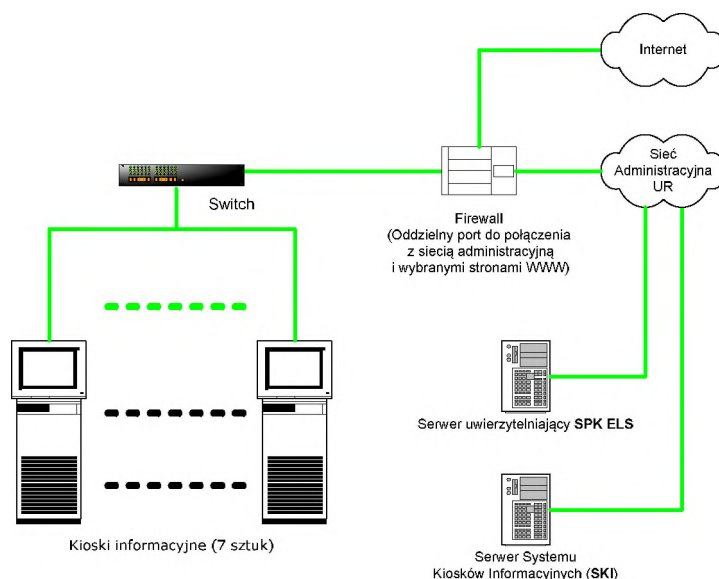 Internet
Sieć
Administracyjna
UR
Switch
Firewall
(Oddzielny port do połączenia
z siecią administracyjną
i wybranymi stronami WWW)
Serwer uwierzytelniający SPK ELS
Kioski informacyjne (7 sztuk)
Serwer Systemu
Kiosków Informacyjnych (SKI)